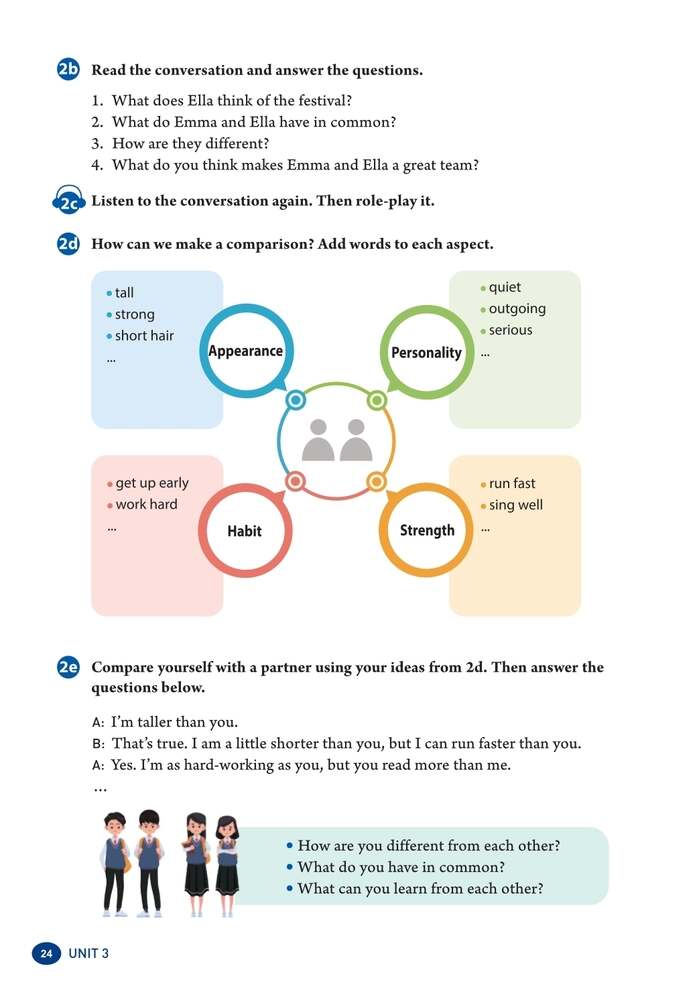 2b Read the conversation and answer the questions.
1. What does Ella think of the festival?
2. What do Emma and Ella have in common?
3. How are they different?
4. What do you think makes Emma and Ella a great team?
2c Listen to the conversation again. Then role-play it.
2d How can we make a comparison? Add words to each aspect.
• tall
• strong
• short hair
...
Appearance
• quiet
• outgoing
• serious
...
Personality
• get up early
• work hard
...
Habit
• run fast
• sing well
...
Strength
2e Compare yourself with a partner using your ideas from 2d. Then answer the
questions below.
A: I'm taller than you.
B: That's true. I am a little shorter than you, but I can run faster than you.
A: Yes. I'm as hard-working as you, but you read more than me.
...
• How are you different from each other?
• What do you have in common?
• What can you learn from each other?
24 UNIT 3